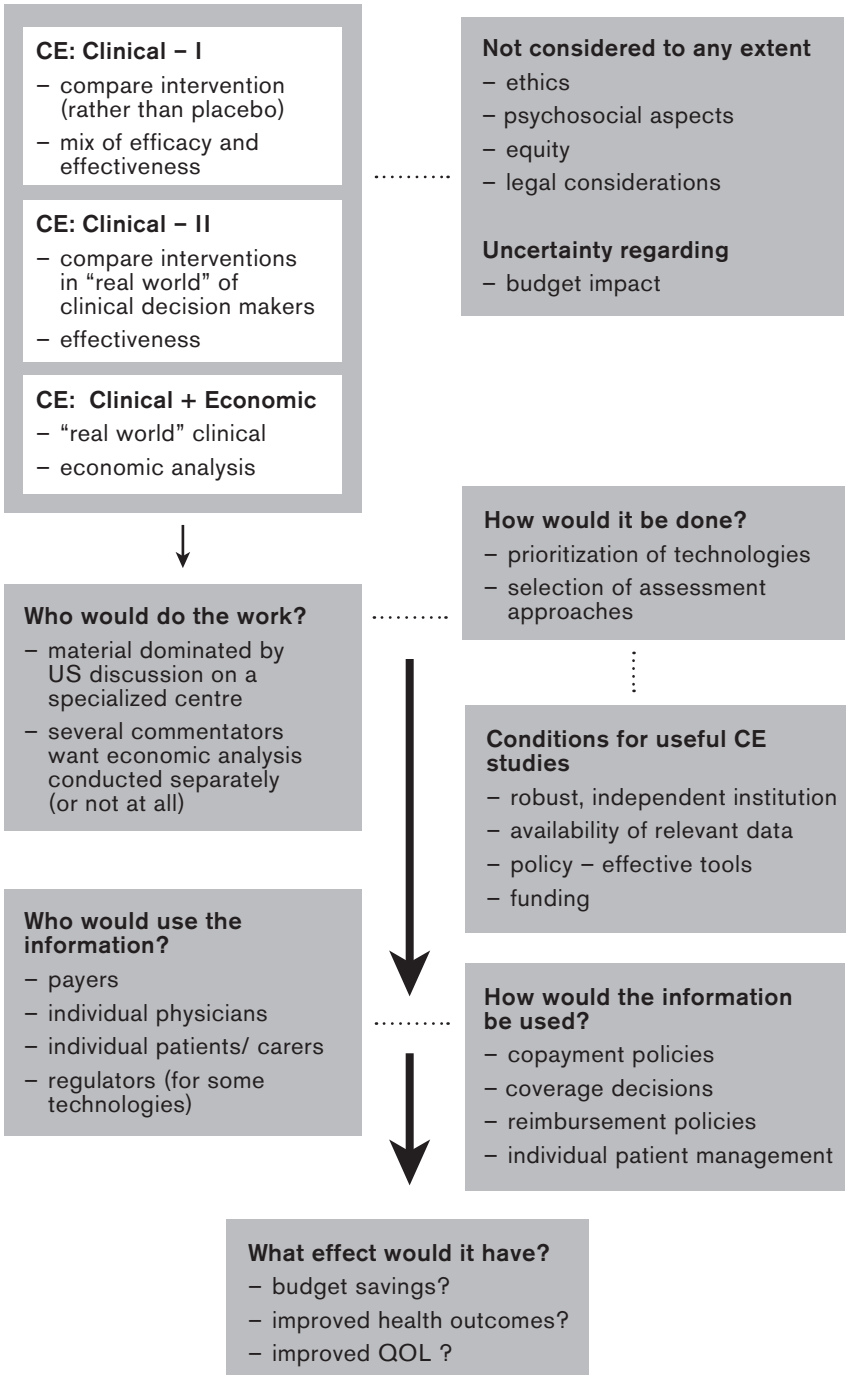 CE: Clinical – I
– compare intervention
(rather than placebo)
– mix of efficacy and
effectiveness
CE: Clinical – II
– compare interventions
in “real world” of
clinical decision makers
– effectiveness
CE: Clinical + Economic
– “real world” clinical
– economic analysis
Not considered to any extent
– ethics
– psychosocial aspects
– equity
– legal considerations
Uncertainty regarding
– budget impact
Who would do the work?
– material dominated by
US discussion on a
specialized centre
– several commentators
want economic analysis
conducted separately
(or not at all)
How would it be done?
– prioritization of technologies
– selection of assessment
approaches
Conditions for useful CE
studies
– robust, independent institution
– availability of relevant data
– policy – effective tools
– funding
Who would use the
information?
– payers
– individual physicians
– individual patients/ carers
– regulators (for some
technologies)
How would the information
be used?
– copayment policies
– coverage decisions
– reimbursement policies
– individual patient management
What effect would it have?
– budget savings?
– improved health outcomes?
– improved QOL ?